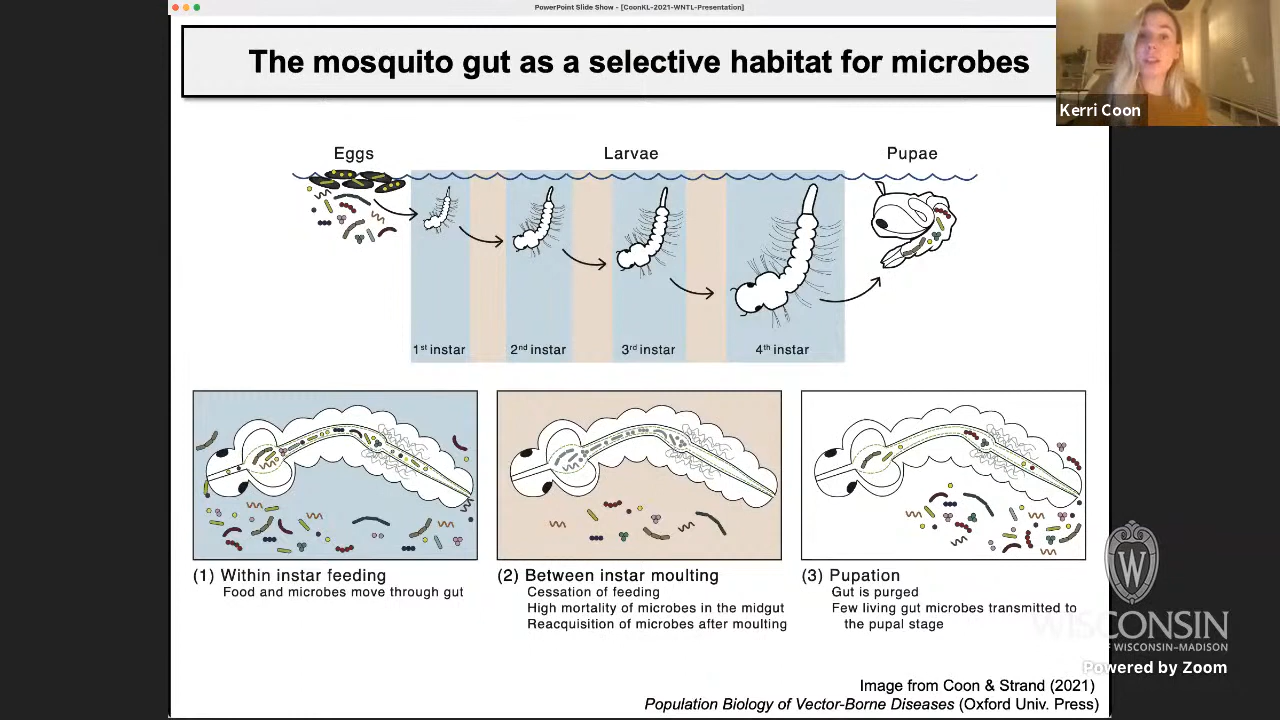 PowerPoint Slide Show - [CoonKL-2021-WNTL-Presentation]
The mosquito gut as a selective habitat for microbes
Kerri Coon
Eggs
Larvae
Pupae
1st instar
2nd instar
3rd instar
4th instar
(1) Within instar feeding
Food and microbes move through gut
(2) Between instar moulting
Cessation of feeding
High mortality of microbes in the midgut
Reacquisition of microbes after moulting
(3) Pupation
Gut is purged
Few living gut microbes transmitted to
the pupal stage
W
WISCONSIN
OF WISCONSIN–MADISON
Powered by Zoom
Image from Coon & Strand (2021)
Population Biology of Vector-Borne Diseases (Oxford Univ. Press)